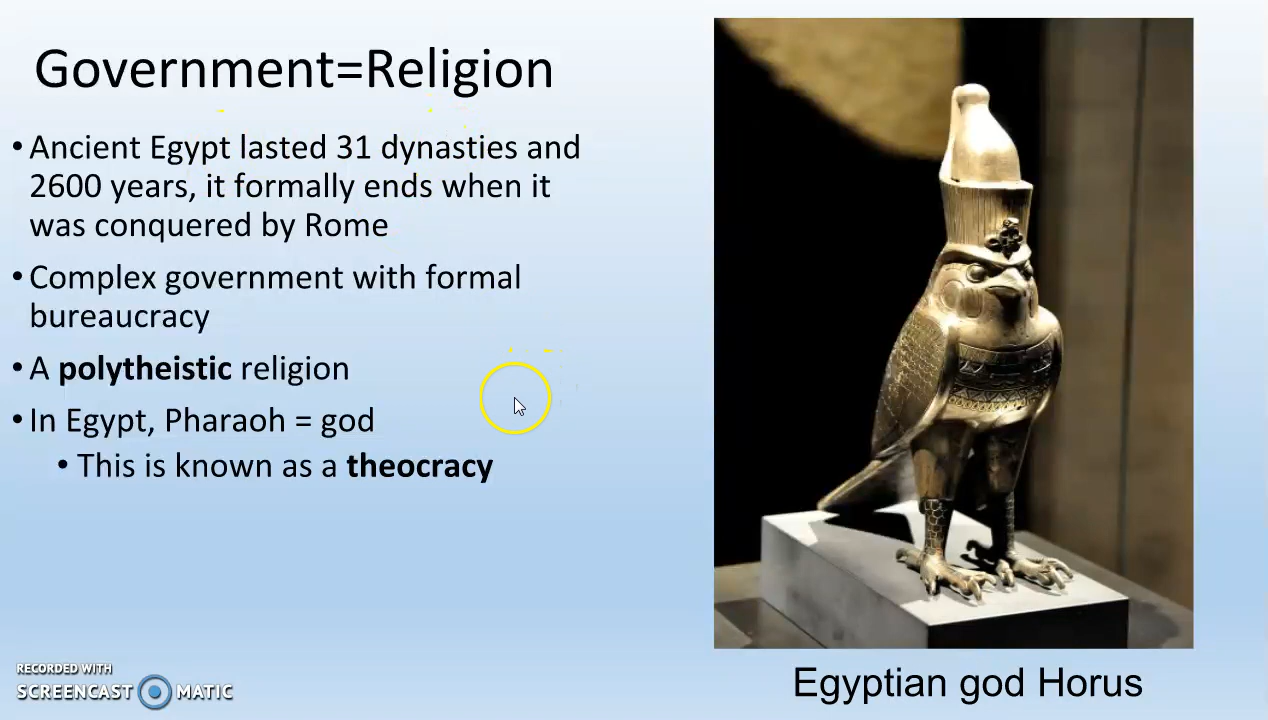 Government=Religion
• Ancient Egypt lasted 31 dynasties and
2600 years, it formally ends when it
was conquered by Rome
• Complex government with formal
bureaucracy
• A polytheistic religion
• In Egypt, Pharaoh = god
• This is known as a theocracy
Egyptian god Horus
RECORDED WITH
SCREENCAST MATIC